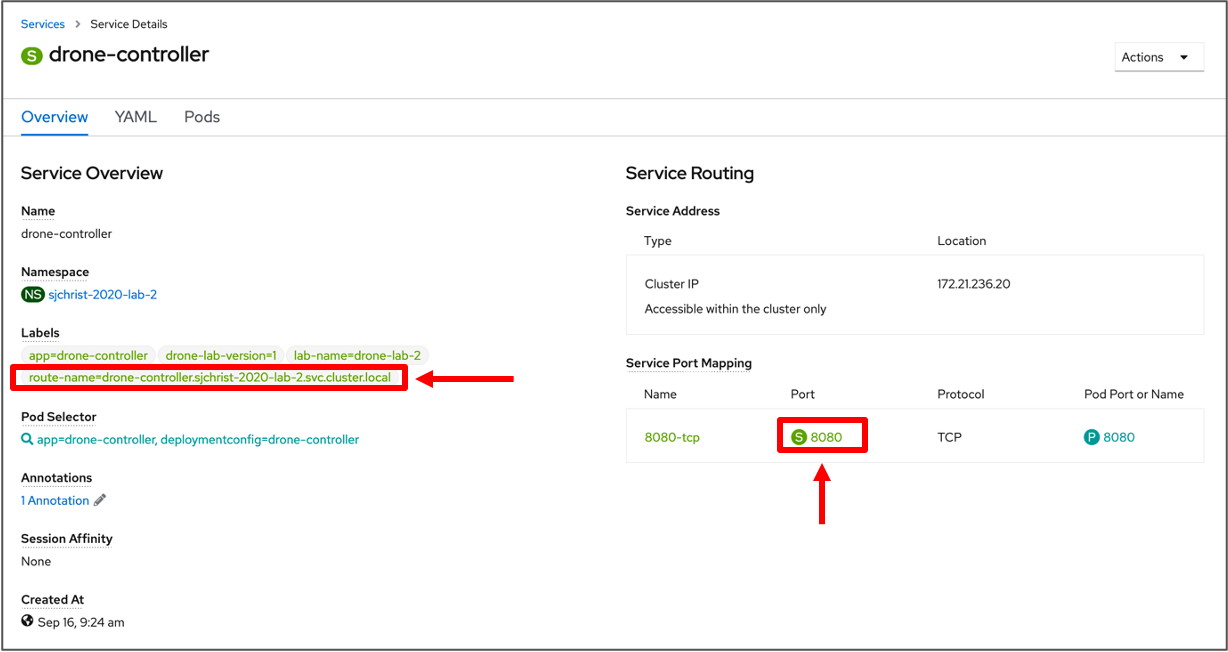 Services > Service Details
S drone-controller
Actions
Overview YAML Pods
Service Overview
Name
drone-controller
Namespace
NS sjchrist-2020-lab-2
Labels
app=drone-controller drone-lab-version=1 lab-name=drone-lab-2
route-name=drone-controller.sjchrist-2020-lab-2.svc.cluster.local
Pod Selector
app=drone-controller, deploymentconfig=drone-controller
Annotations
1 Annotation
Session Affinity
None
Created At
Sep 16, 9:24 am
Service Routing
Service Address
Type Location
Cluster IP 172.21.236.20
Accessible within the cluster only
Service Port Mapping
Name Port Protocol Pod Port or Name
8080-tcp S 8080 TCP P 8080